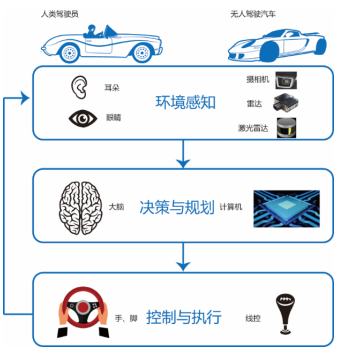 人类驾驶员 无人驾驶汽车
耳朵 环境感知 摄相机
眼睛 雷达
激光雷达
大脑 决策与规划 计算机
手、脚 控制与执行 线控